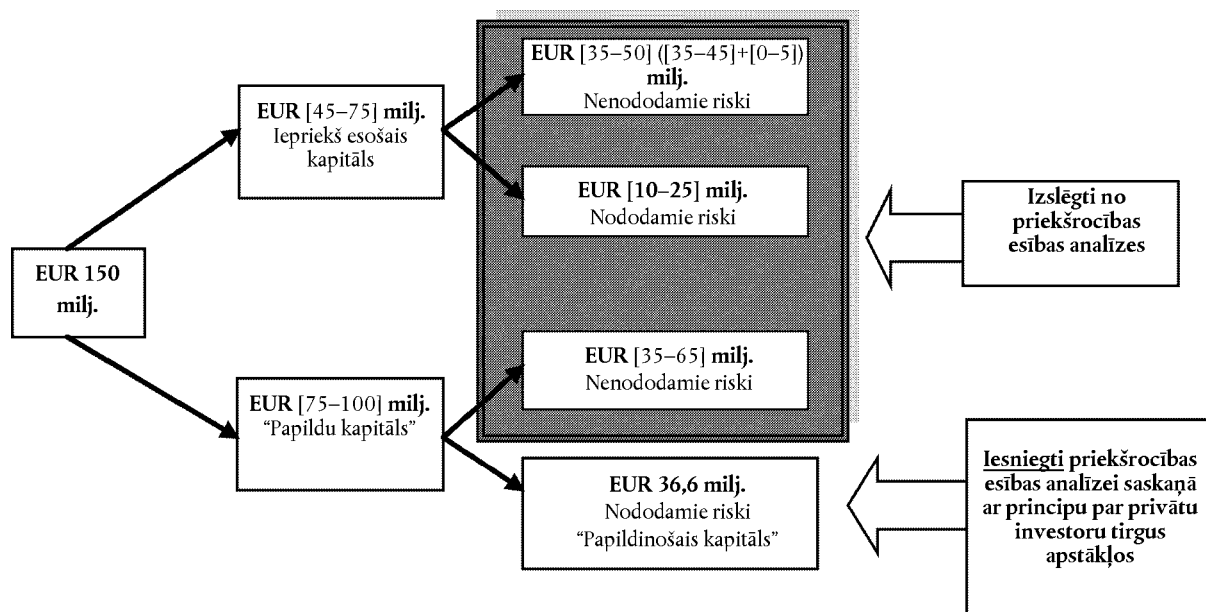 EUR 150
milj.
EUR [45–75] milj.
Iepriekš esošais
kapitāls
EUR [75–100] milj.
“Papildu kapitāls”
EUR [35–50] ([35–45]+[0–5])
milj.
Nenododamie riski
EUR [10–25] milj.
Nododamie riski
EUR [35–65] milj.
Nenododamie riski
EUR 36,6 milj.
Nododamie riski
“Papildinošais kapitāls”
Izslēgti no
priekšrocības
esības analīzes
Iesniegti priekšrocības
esības analīzei saskaņā
ar principu par privātu
investoru tirgus
apstākļos